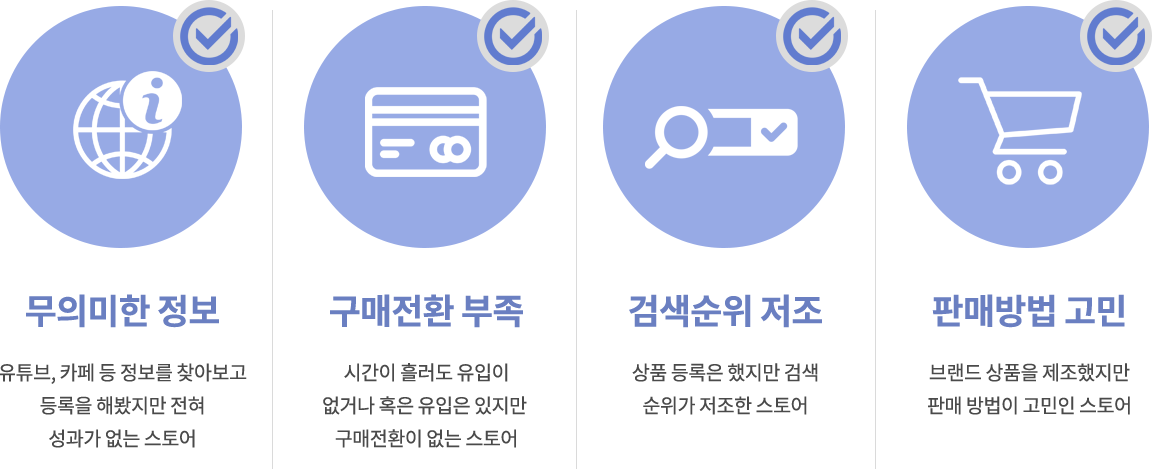 무의미한 정보
유튜브, 카페 등 정보를 찾아보고
등록을 해봤지만 전혀
성과가 없는 스토어
구매전환 부족
시간이 흘러도 유입이
없거나 혹은 유입은 있지만
구매전환이 없는 스토어
검색순위 저조
상품 등록은 했지만 검색
순위가 저조한 스토어
판매방법 고민
브랜드 상품을 제조했지만
판매 방법이 고민인 스토어